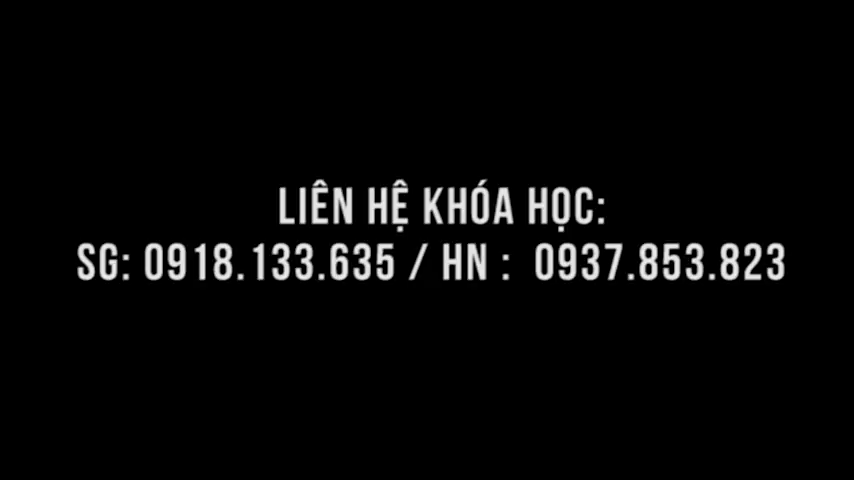 LIÊN HỆ KHÓA HỌC:
SG: 0918.133.635 / HN : 0937.853.823